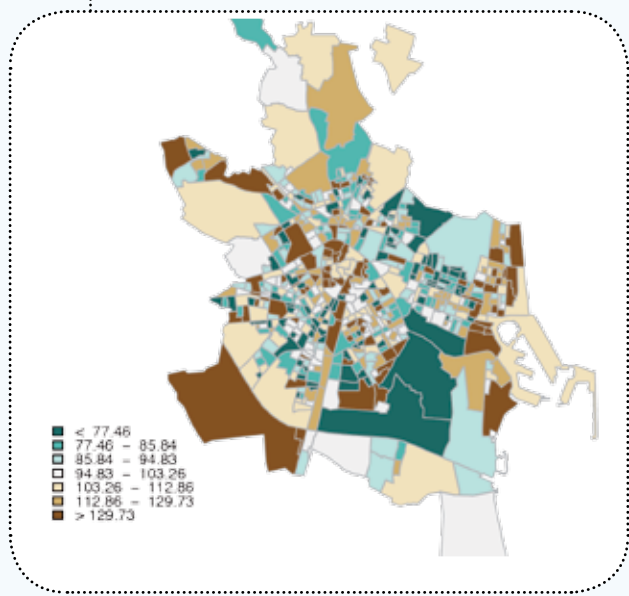 < 77.46
77.46 - 85.84
85.84 - 94.83
94.83 - 103.26
103.26 - 112.86
112.86 - 129.73
> 129.73